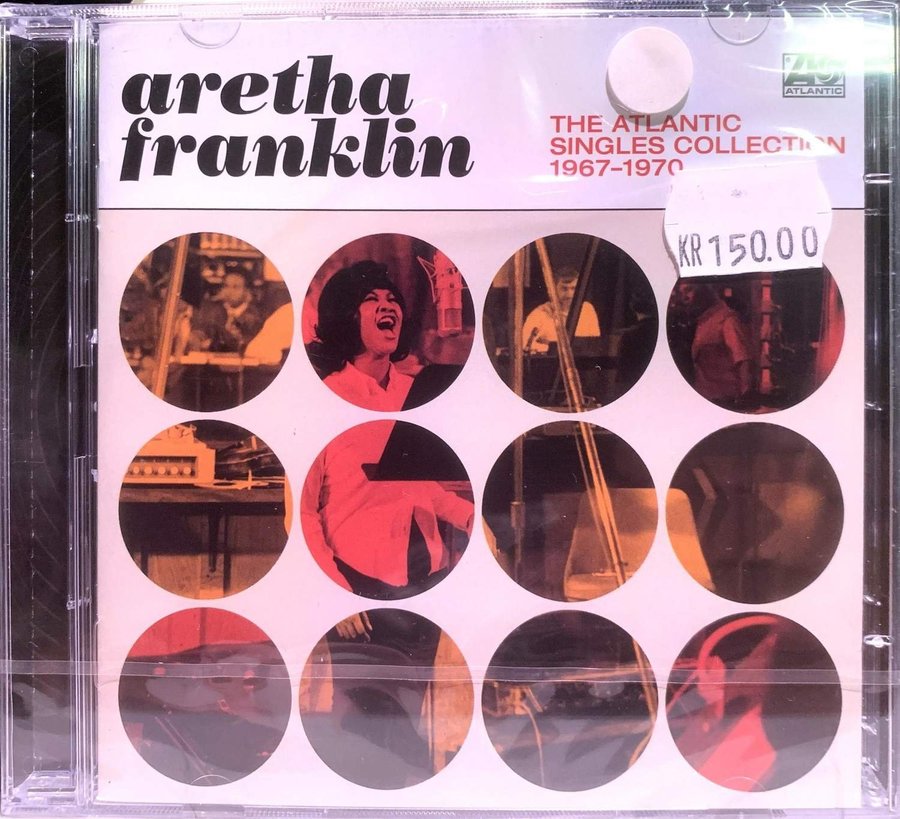 aretha
franklin
THE ATLANTIC
SINGLES COLLECTION
1967–1970
ATLANTIC
KR 150.00